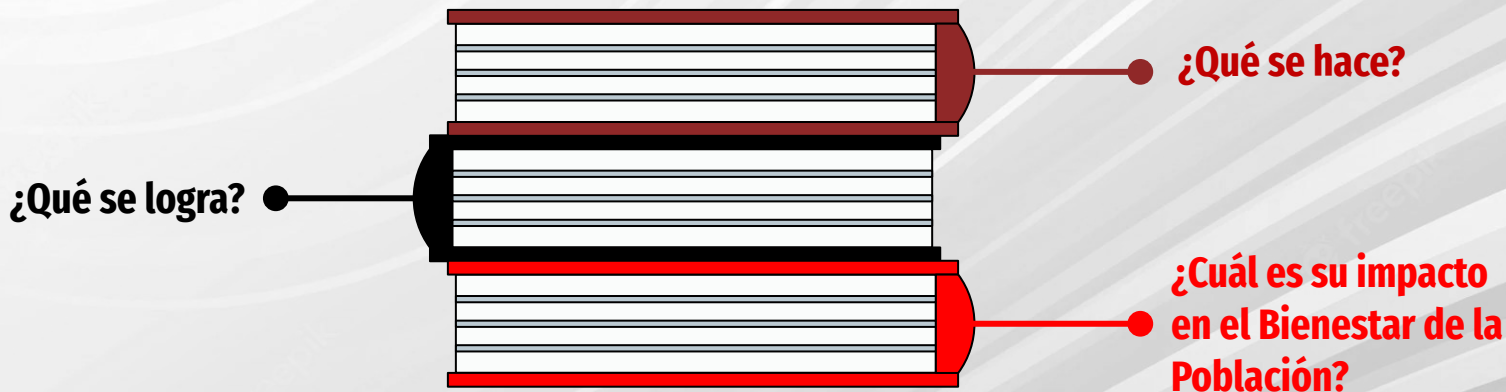 ¿Qué se hace?
¿Qué se logra?
¿Cuál es su impacto
en el Bienestar de la
Población?